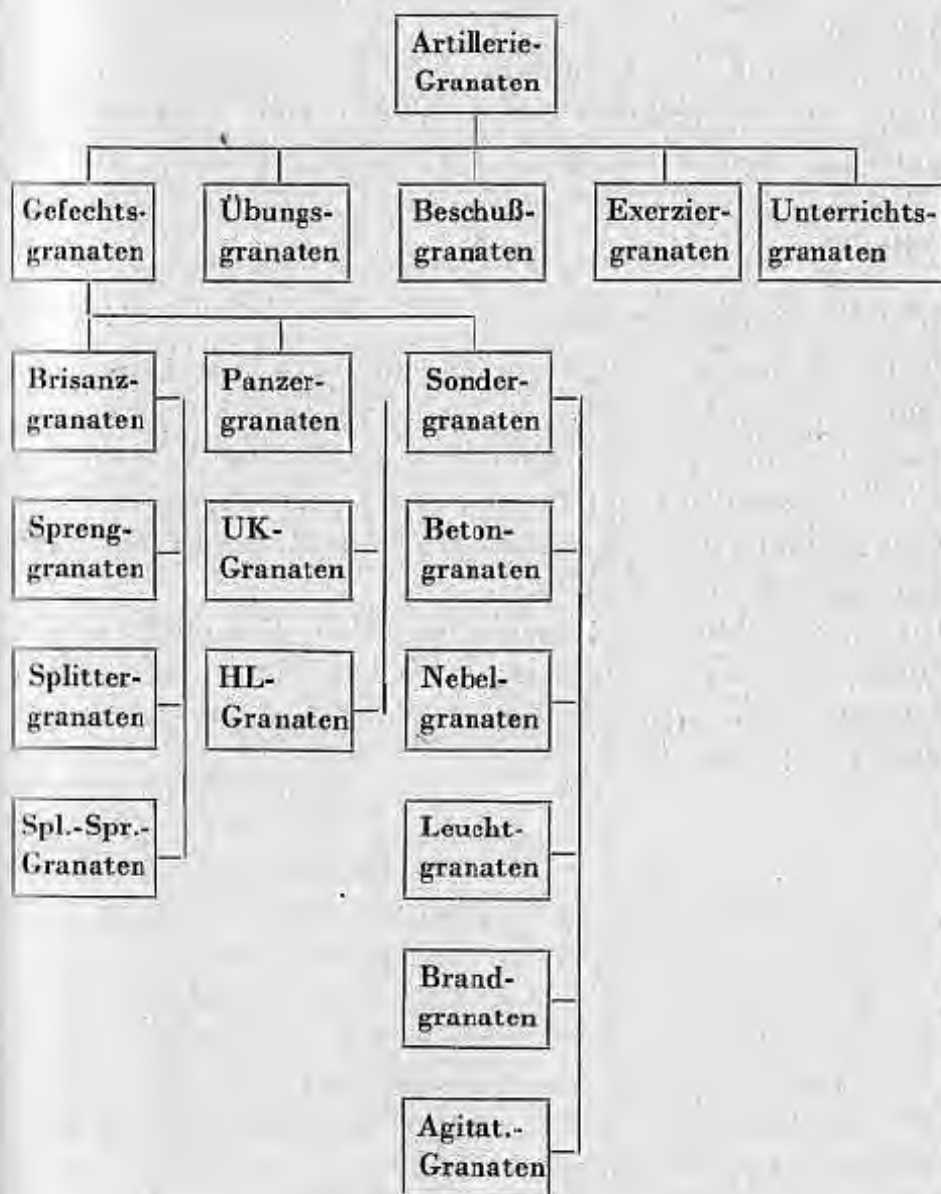 Artillerie-
Granaten
Gefechts-
granaten
Übungs-
granaten
Beschuß-
granaten
Exerzier-
granaten
Unterrichts-
granaten
Brisanz-
granaten
Panzer-
granaten
Sonder-
granaten
Spreng-
granaten
UK-
Granaten
Beton-
granaten
Splitter-
granaten
HL-
Granaten
Nebel-
granaten
Spl.-Spr.-
Granaten
Leucht-
granaten
Brand-
granaten
Agitat.-
Granaten